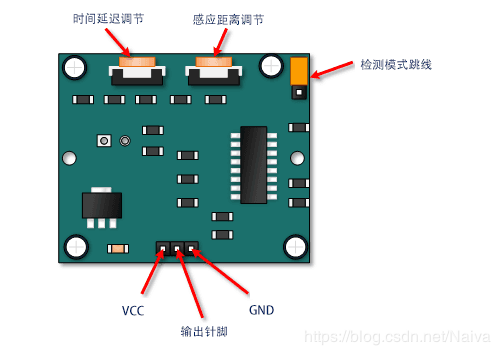 时间延迟调节
感应距离调节
检测模式跳线
VCC
GND
输出针脚
https://blog.csdn.net/Naiva